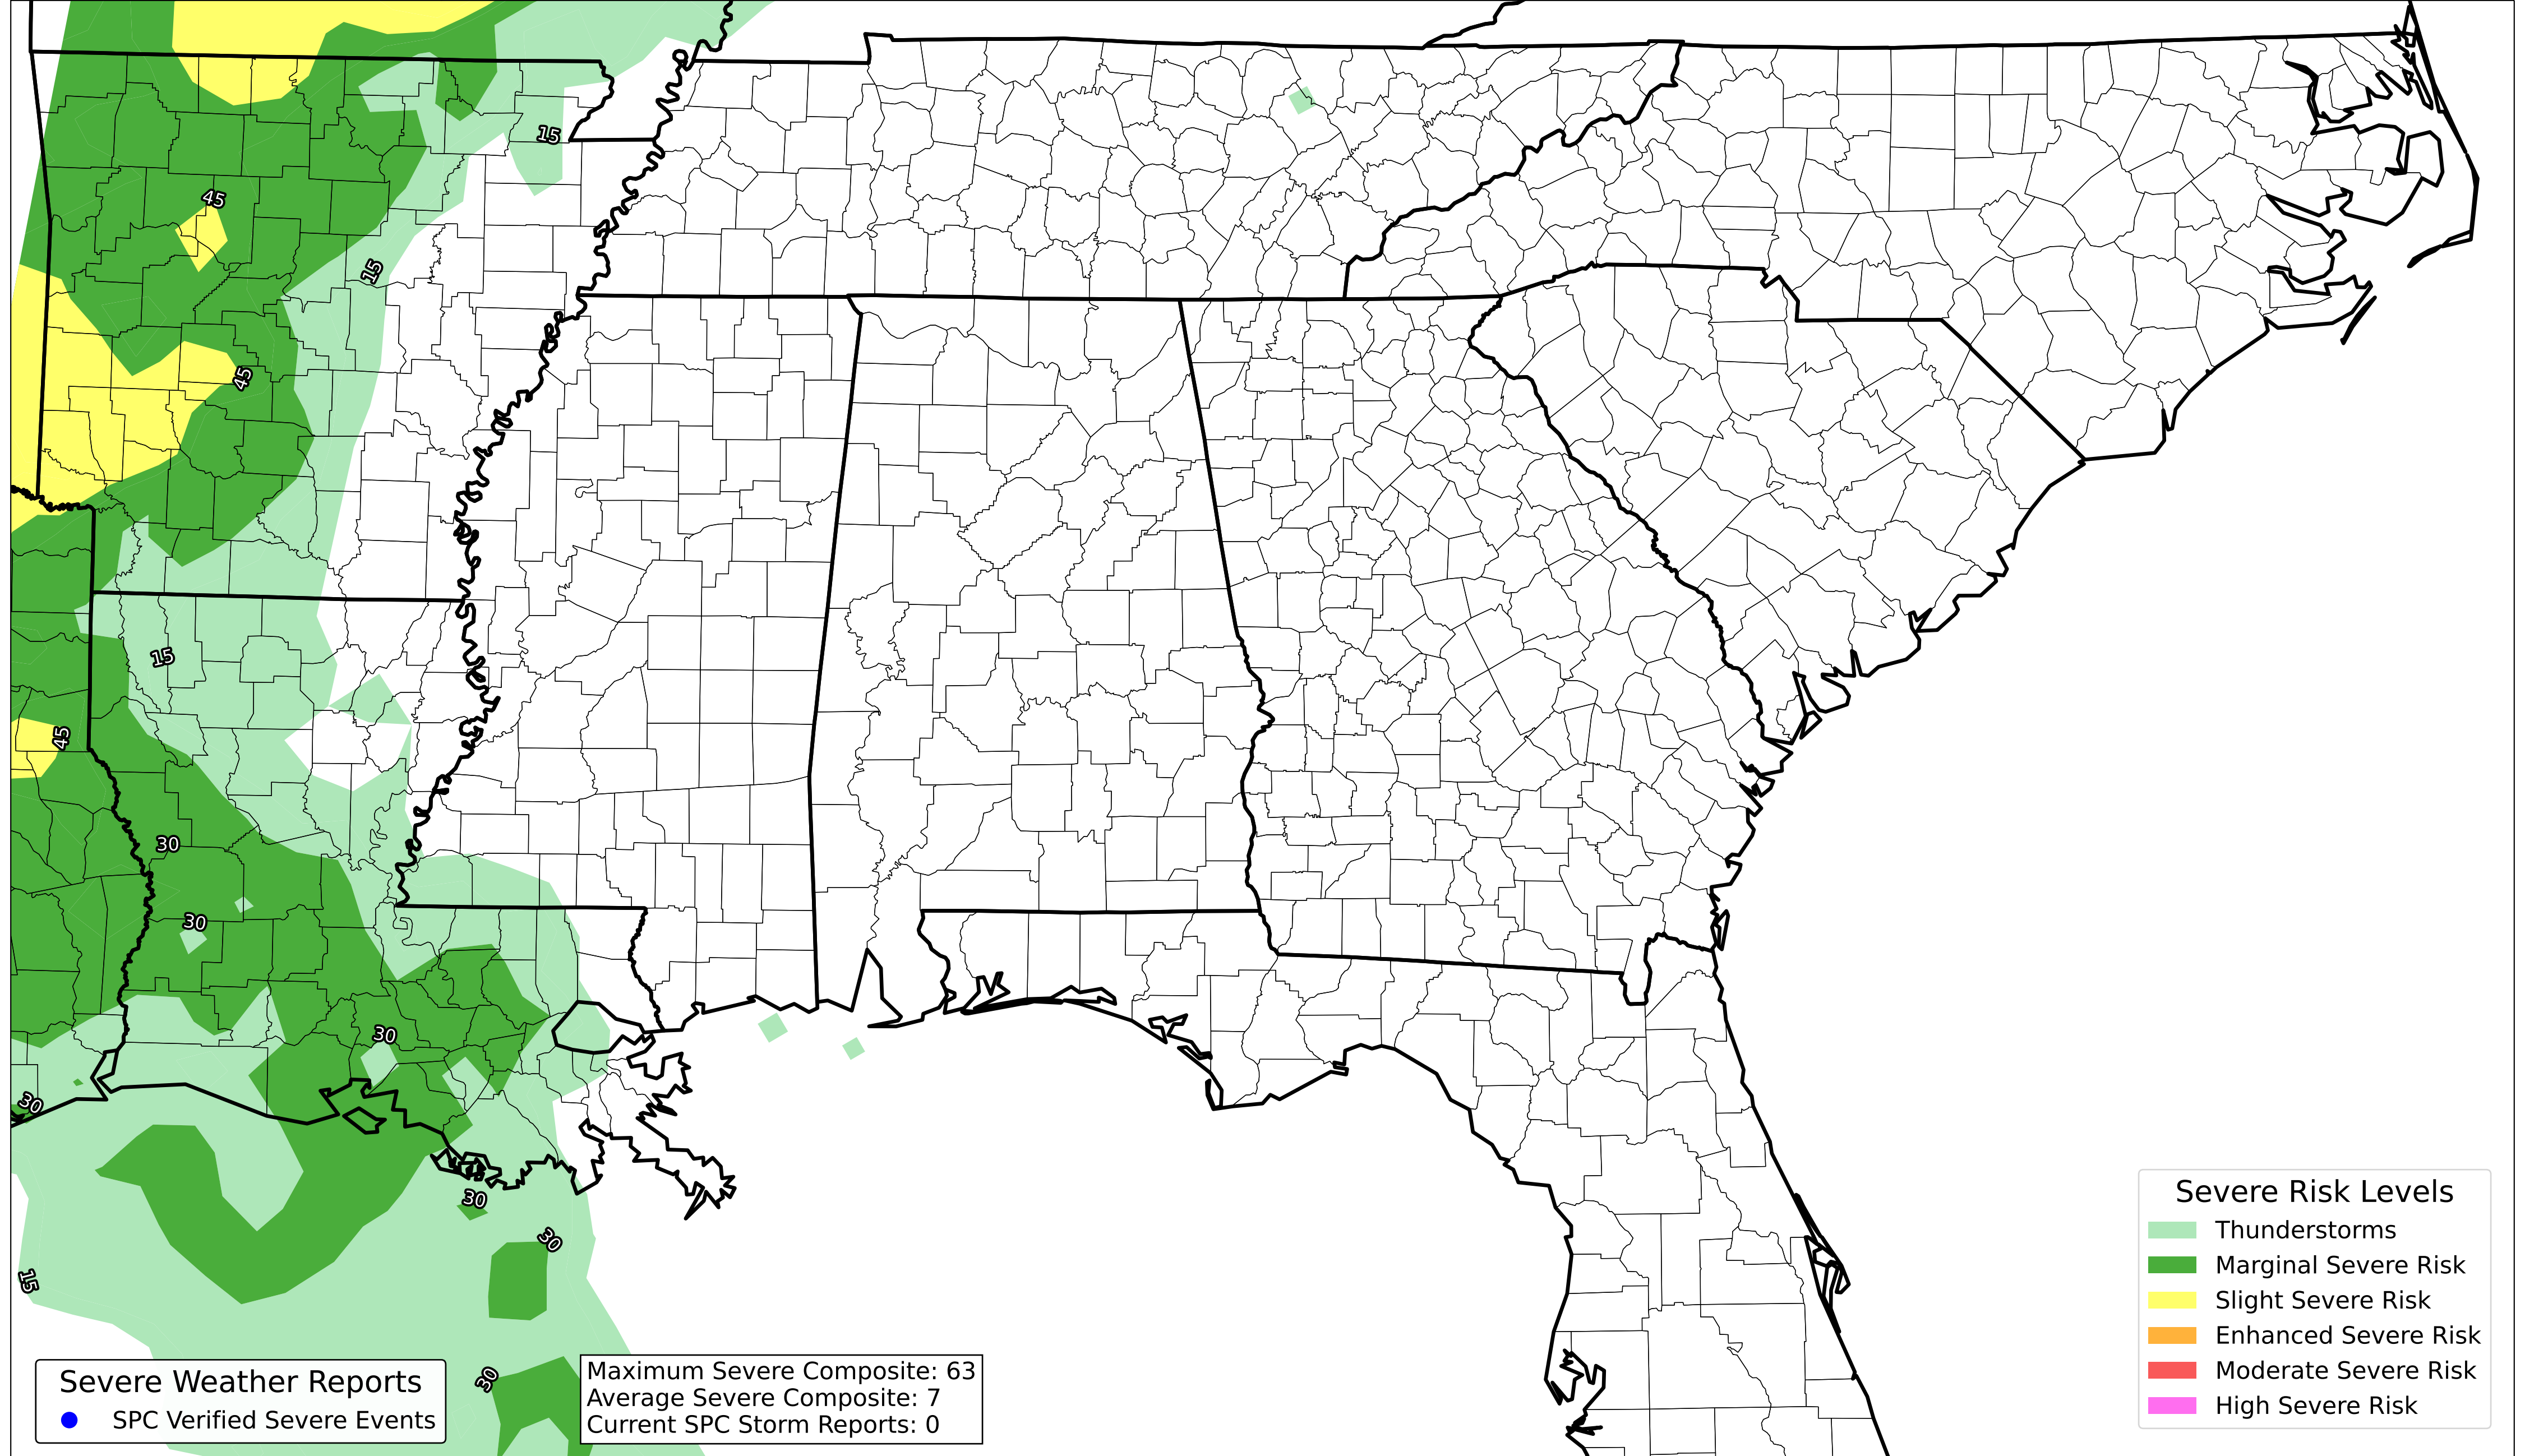 15
45
15
45
15
45
30
30
30
30
30
30
15
30
Severe Weather Reports
SPC Verified Severe Events
Maximum Severe Composite: 63
Average Severe Composite: 7
Current SPC Storm Reports: 0
Severe Risk Levels
Thunderstorms
Marginal Severe Risk
Slight Severe Risk
Enhanced Severe Risk
Moderate Severe Risk
High Severe Risk